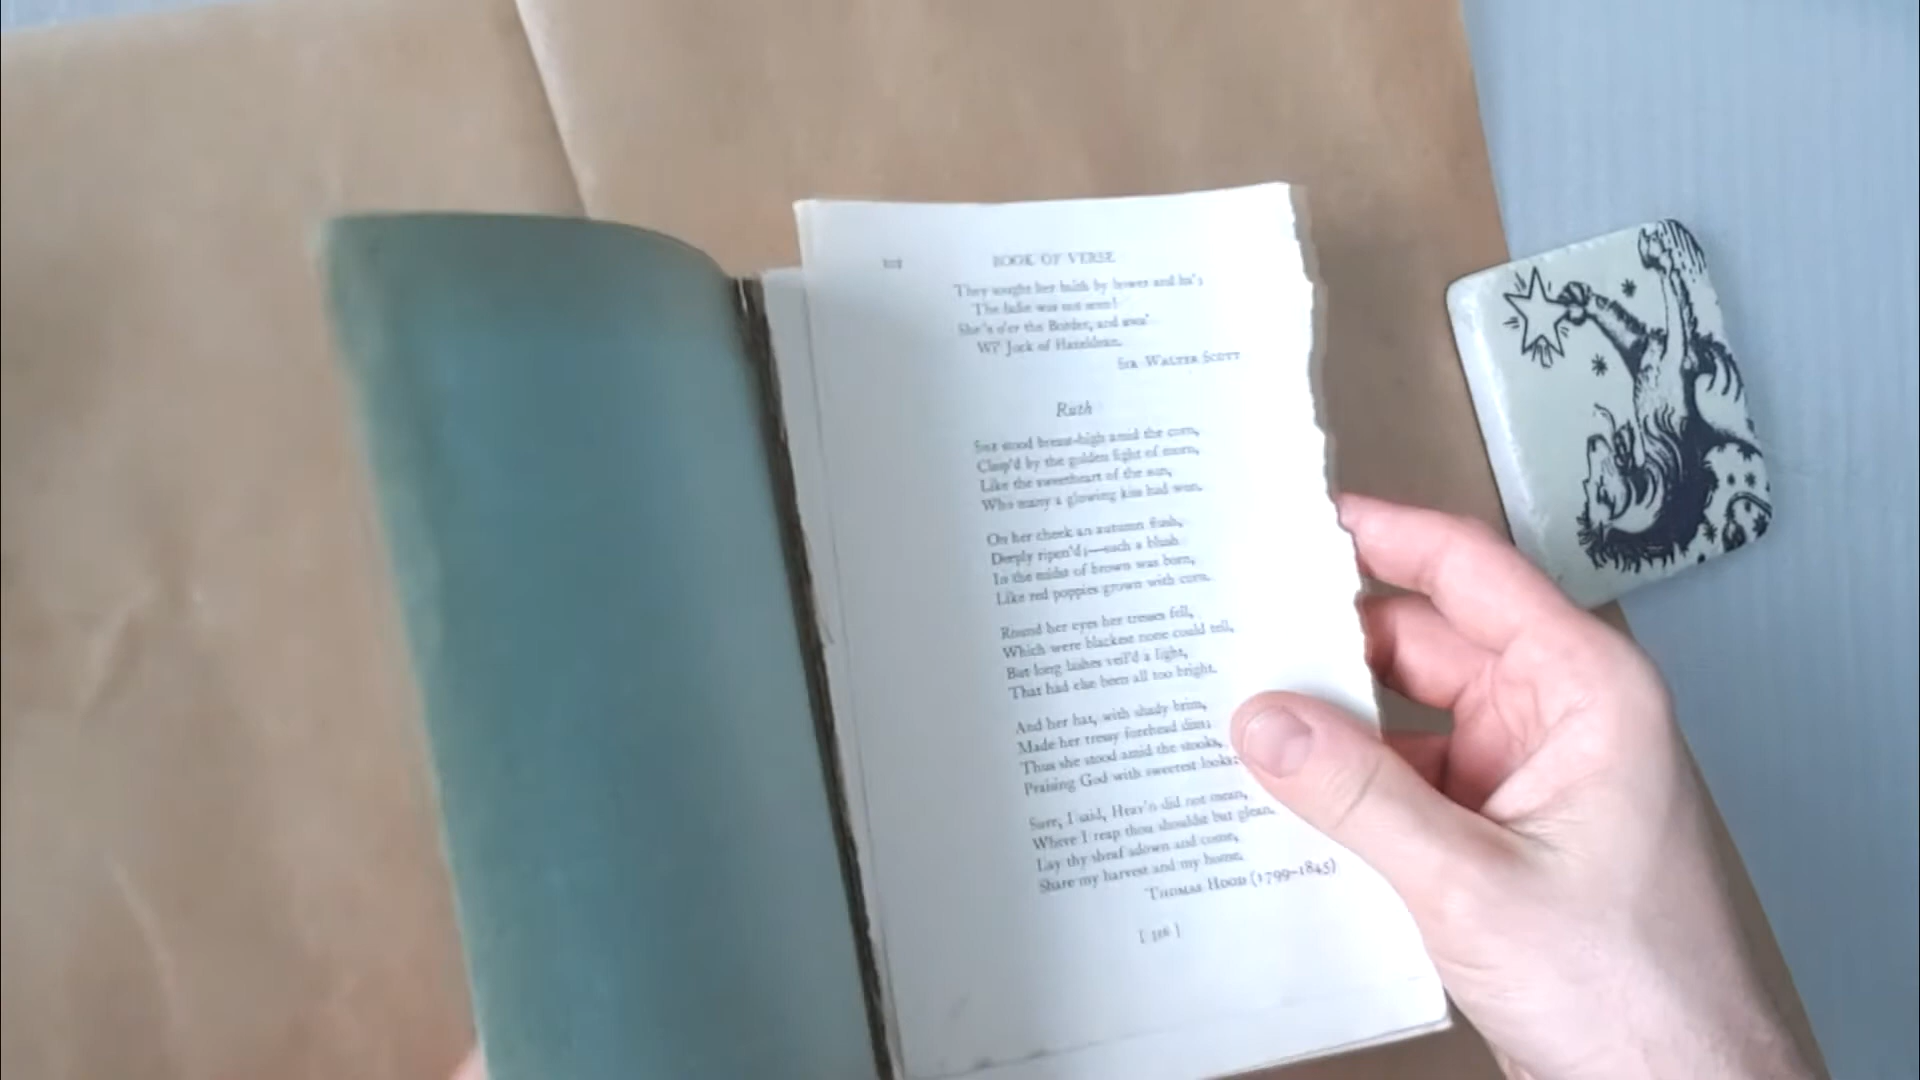 BOOK OF VERSE
They sought her baith by bower and ha';
The ladie was not seen!
She's o'er the Border, and awa'
Wi' Jock of Hazeldean.
Sir Walter Scott
Ruth
She stood breast-high amid the corn,
Clasp'd by the golden light of morn,
Like the sweetheart of the sun,
Who many a glowing kiss had won.
On her cheek an autumn flush,
Deeply ripen'd;—such a blush
In the midst of brown was born,
Like red poppies grown with corn.
Round her eyes her tresses fell,
Which were blackest none could tell,
But long lashes veil'd a light,
That had else been all too bright.
And her hat, with shady brim,
Made her tressy forehead dim;
Thus she stood amid the stooks,
Praising God with sweetest looks:
Sure, I said, Heav'n did not mean,
Where I reap thou shouldst but glean,
Lay thy sheaf adown and come,
Share my harvest and my home.
Thomas Hood (1799–1845)